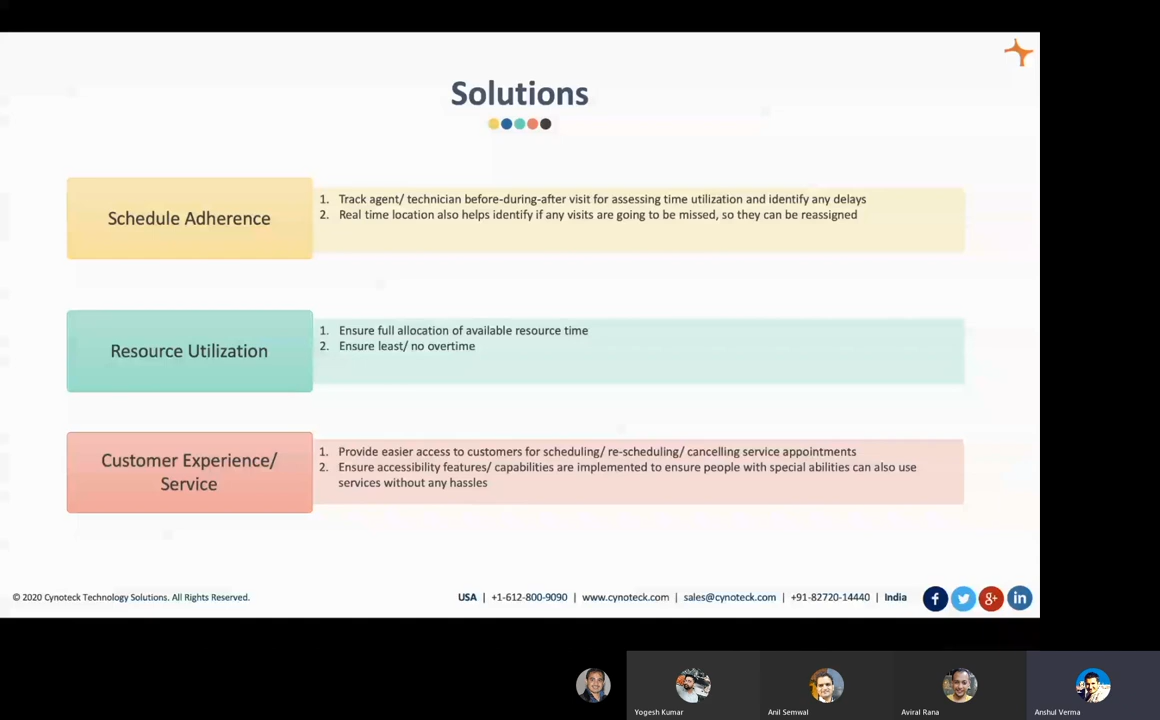 Solutions
Schedule Adherence
1. Track agent/ technician before-during-after visit for assessing time utilization and identify any delays
2. Real time location also helps identify if any visits are going to be missed, so they can be reassigned
Resource Utilization
1. Ensure full allocation of available resource time
2. Ensure least/ no overtime
Customer Experience/
Service
1. Provide easier access to customers for scheduling/ re-scheduling/ cancelling service appointments
2. Ensure accessibility features/ capabilities are implemented to ensure people with special abilities can also use
services without any hassles
© 2020 Cynoteck Technology Solutions. All Rights Reserved.
USA | +1-612-800-9090 | www.cynoteck.com | sales@cynoteck.com | +91-82720-14440 | India
f g+ in
Yogesh Kumar
Anil Semwal
Aviral Rana
Anshul Verma